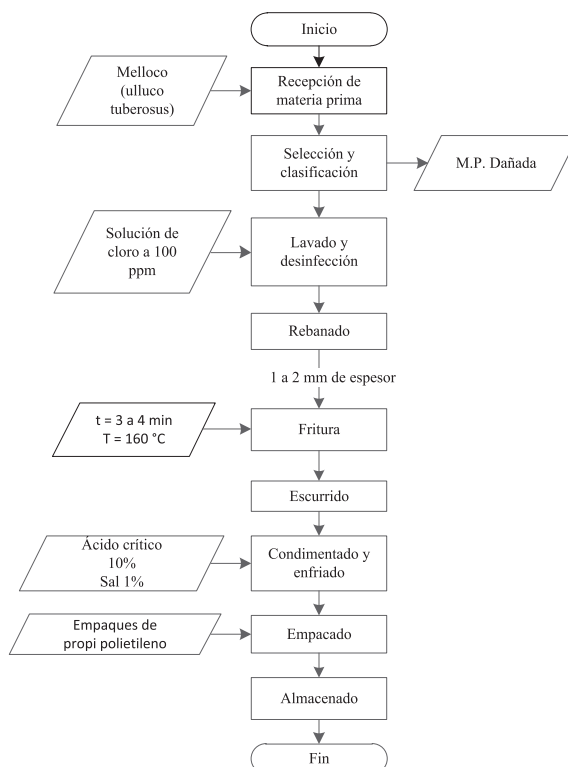 Inicio
Melloco
(ulluco
tuberosus)
Recepción de
materia prima
Selección y
clasificación
M.P. Dañada
Solución de
cloro a 100
ppm
Lavado y
desinfección
Rebanado
1 a 2 mm de espesor
t = 3 a 4 min
T = 160 °C
Fritura
Escurrido
Ácido crítico
10%
Sal 1%
Condimentado y
enfriado
Empaques de
propi polietileno
Empacado
Almacenado
Fin